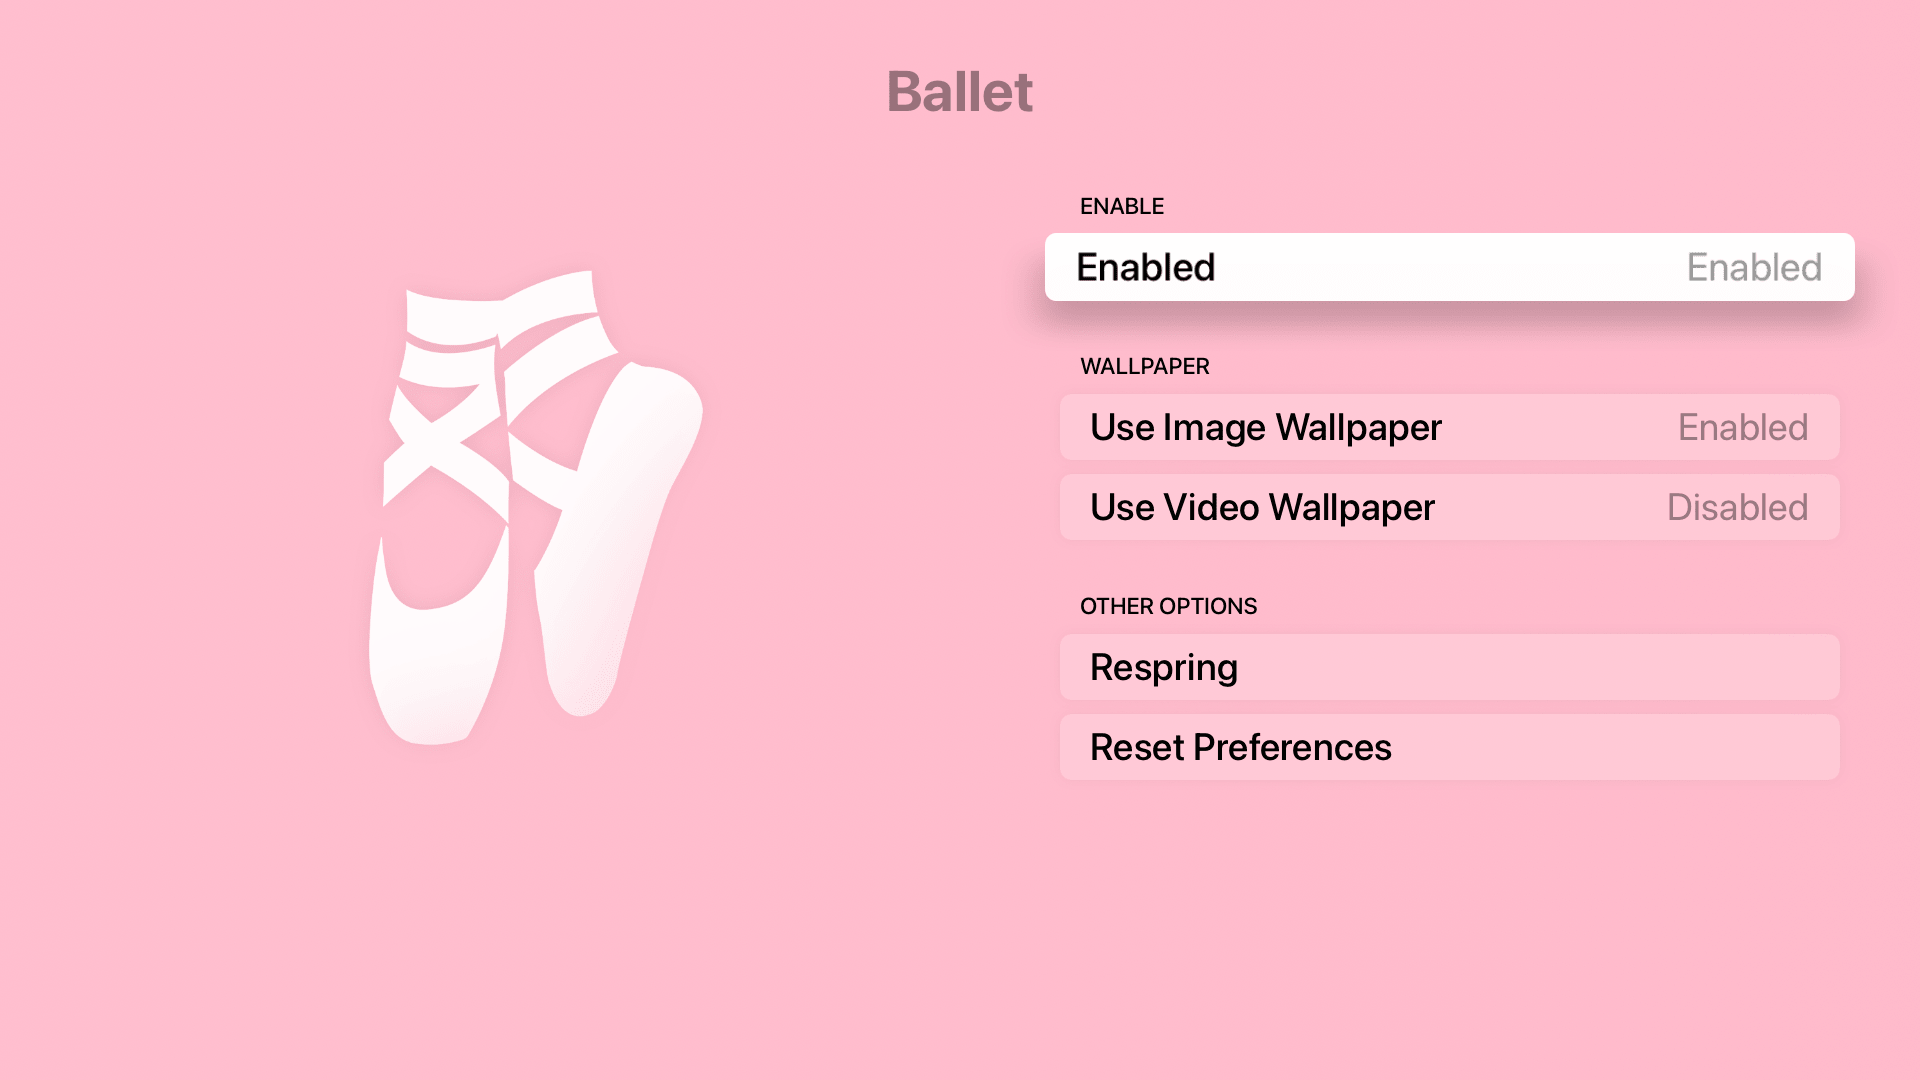 Ballet
ENABLE
Enabled Enabled
WALLPAPER
Use Image Wallpaper Enabled
Use Video Wallpaper Disabled
OTHER OPTIONS
Respring
Reset Preferences